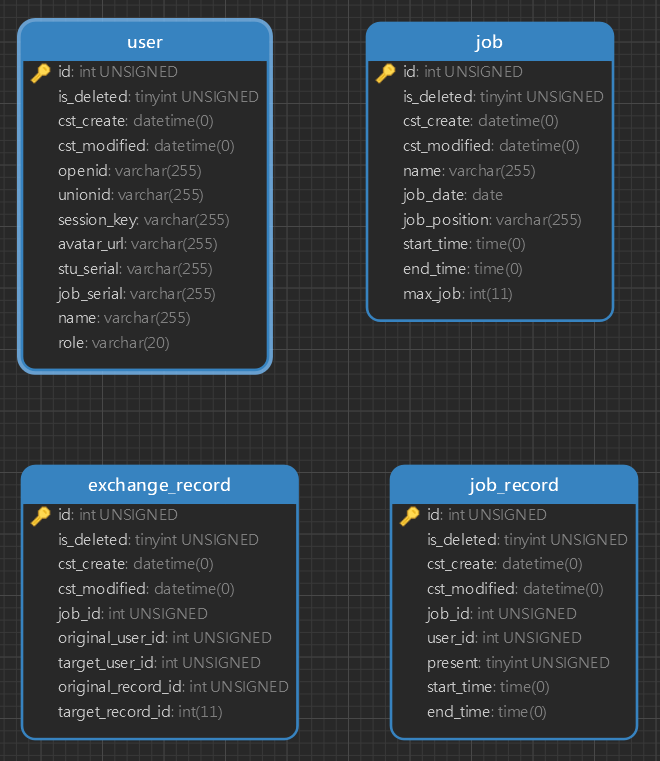 user
id: int UNSIGNED
is_deleted: tinyint UNSIGNED
cst_create: datetime(0)
cst_modified: datetime(0)
openid: varchar(255)
unionid: varchar(255)
session_key: varchar(255)
avatar_url: varchar(255)
stu_serial: varchar(255)
job_serial: varchar(255)
name: varchar(255)
role: varchar(20)
job
id: int UNSIGNED
is_deleted: tinyint UNSIGNED
cst_create: datetime(0)
cst_modified: datetime(0)
name: varchar(255)
job_date: date
job_position: varchar(255)
start_time: time(0)
end_time: time(0)
max_job: int(11)
exchange_record
id: int UNSIGNED
is_deleted: tinyint UNSIGNED
cst_create: datetime(0)
cst_modified: datetime(0)
job_id: int UNSIGNED
original_user_id: int UNSIGNED
target_user_id: int UNSIGNED
original_record_id: int UNSIGNED
target_record_id: int(11)
job_record
id: int UNSIGNED
is_deleted: tinyint UNSIGNED
cst_create: datetime(0)
cst_modified: datetime(0)
job_id: int UNSIGNED
user_id: int UNSIGNED
present: tinyint UNSIGNED
start_time: time(0)
end_time: time(0)